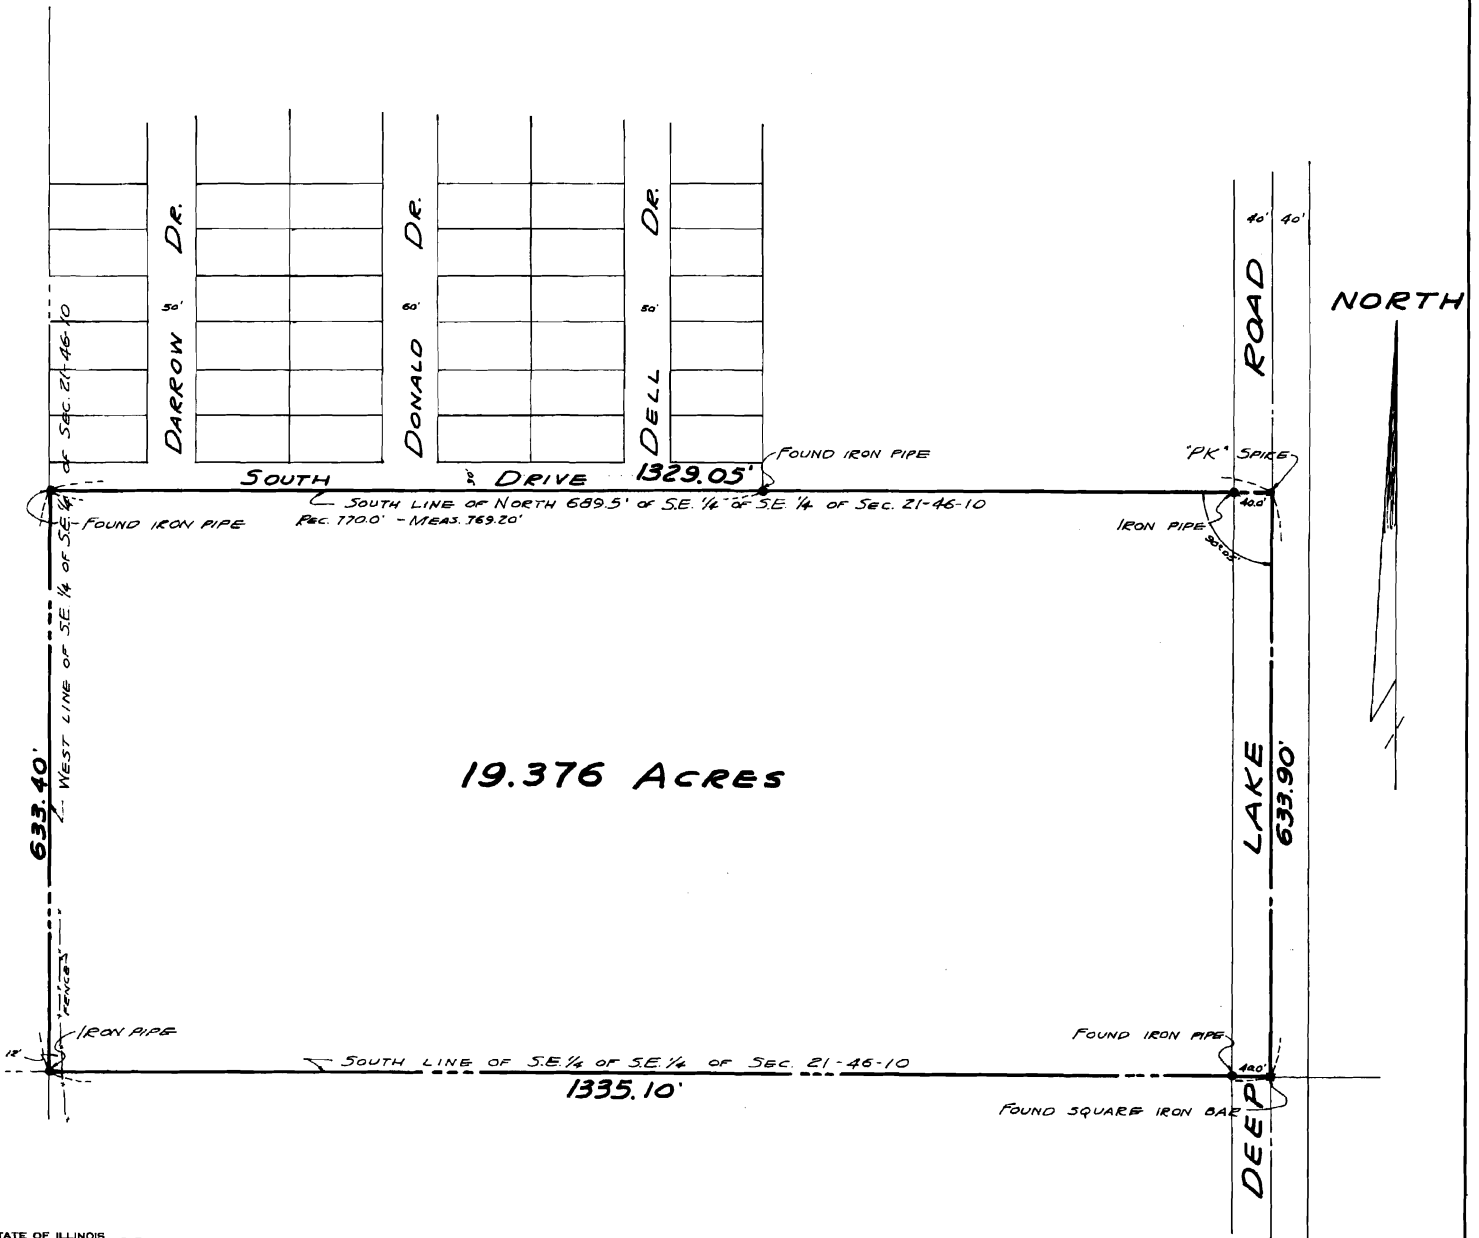 DARROW DR.
50'
DONALD DR.
60'
DELL DR.
50'
40' 40'
DEEP LAKE ROAD
NORTH
WEST LINE OF S.E. 1/4 OF S.E. 1/4 OF SEC. 21-46-10
SOUTH DRIVE 1329.05'
FOUND IRON PIPE
"PK" SPIKE
SOUTH LINE OF NORTH 689.5' OF S.E. 1/4 OF S.E. 1/4 OF SEC. 21-46-10
REC. 770.0' - MEAS. 769.20'
FOUND IRON PIPE
IRON PIPE
40.0'
90°05'
19.376 ACRES
633.40'
633.90'
FENCE
12'
IRON PIPE
SOUTH LINE OF S.E. 1/4 OF S.E. 1/4 OF SEC. 21-46-10
1335.10'
FOUND IRON PIPE
40.0'
FOUND SQUARE IRON BAR
TATE OF ILLINOIS